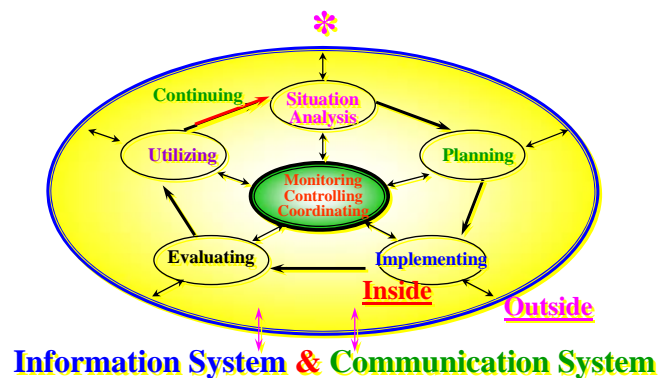 *
Continuing
Situation
Analysis
Utilizing
Planning
Monitoring
Controlling
Coordinating
Evaluating
Implementing
Inside
Outside
Information System & Communication System